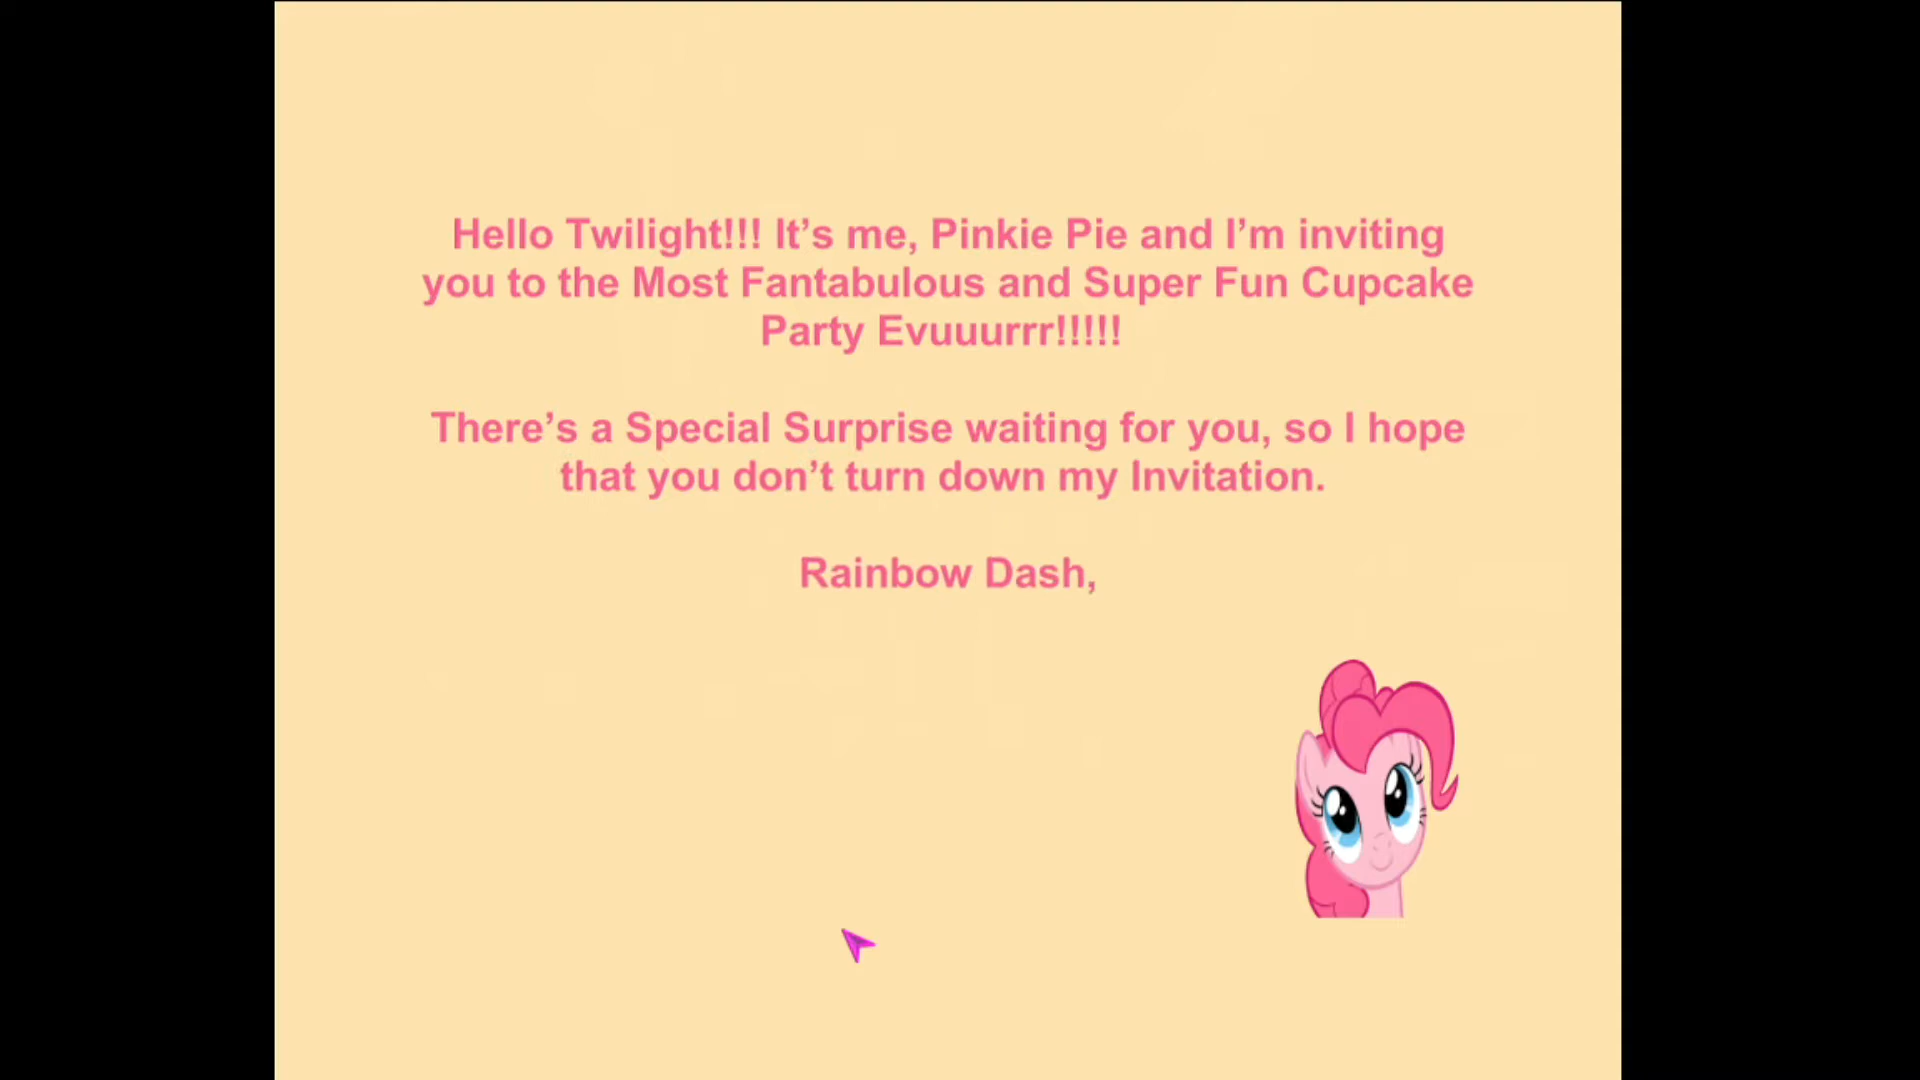 Hello Twilight!!! It’s me, Pinkie Pie and I’m inviting
you to the Most Fantabulous and Super Fun Cupcake
Party Evuuurrr!!!!!
There’s a Special Surprise waiting for you, so I hope
that you don’t turn down my Invitation.
Rainbow Dash,